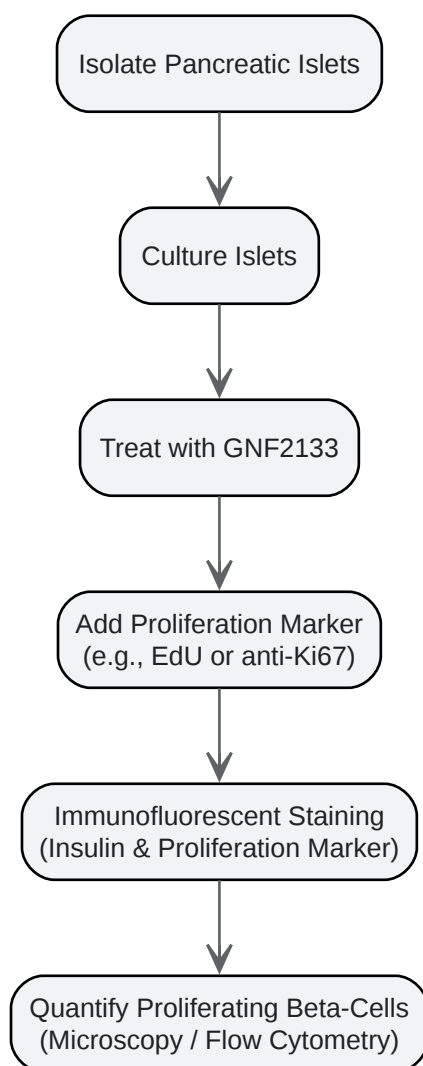 Isolate Pancreatic Islets
Culture Islets
Treat with GNF2133
Add Proliferation Marker
(e.g., EdU or anti-Ki67)
Immunofluorescent Staining
(Insulin & Proliferation Marker)
Quantify Proliferating Beta-Cells
(Microscopy / Flow Cytometry)